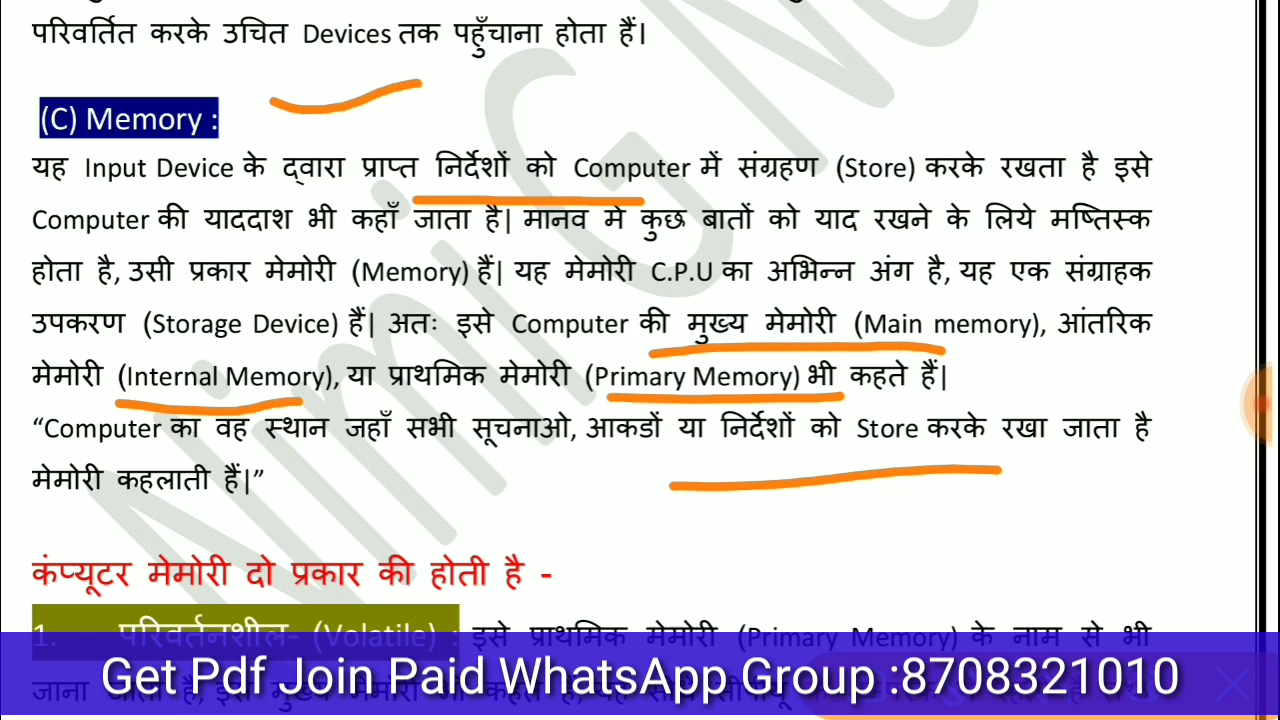 परिवर्तित करके उचित Devices तक पहुँचाना होता हैं।
(C) Memory :
यह Input Device के द्वारा प्राप्त निर्देशों को Computer में संग्रहण (Store) करके रखता है इसे
Computer की याददाश भी कहाँ जाता है| मानव में कुछ बातों को याद रखने के लिये मष्तिस्क
होता है, उसी प्रकार मेमोरी (Memory) हैं| यह मेमोरी C.P.U का अभिन्न अंग है, यह एक संग्राहक
उपकरण (Storage Device) हैं| अतः इसे Computer की मुख्य मेमोरी (Main memory), आंतरिक
मेमोरी (Internal Memory), या प्राथमिक मेमोरी (Primary Memory) भी कहते हैं|
“Computer का वह स्थान जहाँ सभी सूचनाओ, आकडों या निर्देशों को Store करके रखा जाता है
मेमोरी कहलाती हैं|”
कंप्यूटर मेमोरी दो प्रकार की होती है -
1. परिवर्तनशील- (Volatile) : इसे प्राथमिक मेमोरी (Primary Memory) के नाम से भी
Get Pdf Join Paid WhatsApp Group :8708321010